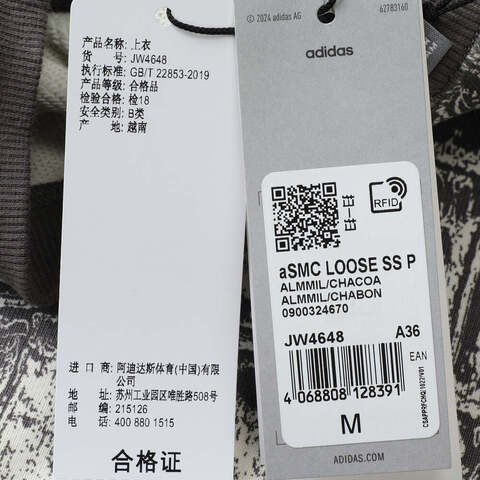 产品名称: 上衣
货 号: JW4648
执行标准: GB/T 22853-2019
产品等级: 合格品
检验合格: 检18
安全类别: B类
产 地: 越南
进 口 商: 阿迪达斯体育(中国)有限
公司
地 址: 苏州工业园区唯胜路508号
邮 编: 215126
电 话: 400 880 1515
合格证
© 2024 adidas AG
62783160
adidas
RFID
aSMC LOOSE SS P
ALMMIL/CHACOA
ALMMIL/CHABON
0900324670
JW4648
A36
EAN
4 068808 128391
M
ADIDAS.COM